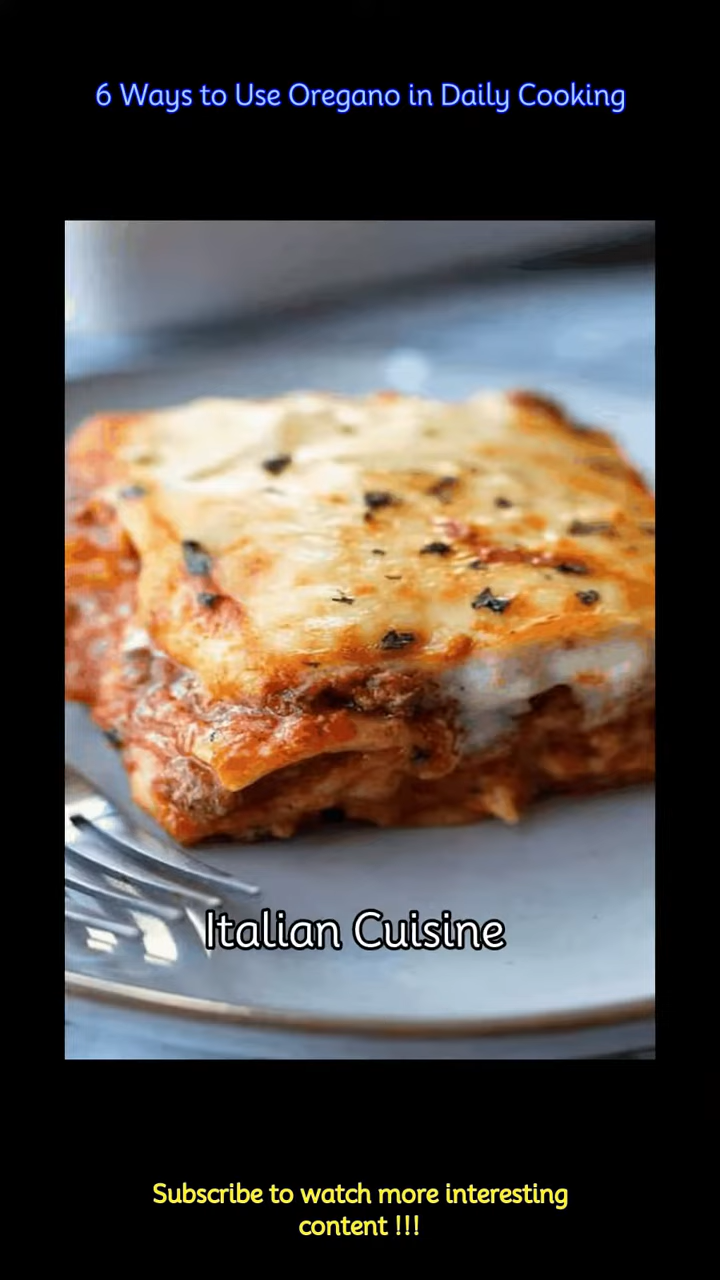 6 Ways to Use Oregano in Daily Cooking
Italian Cuisine
Subscribe to watch more interesting
content !!!